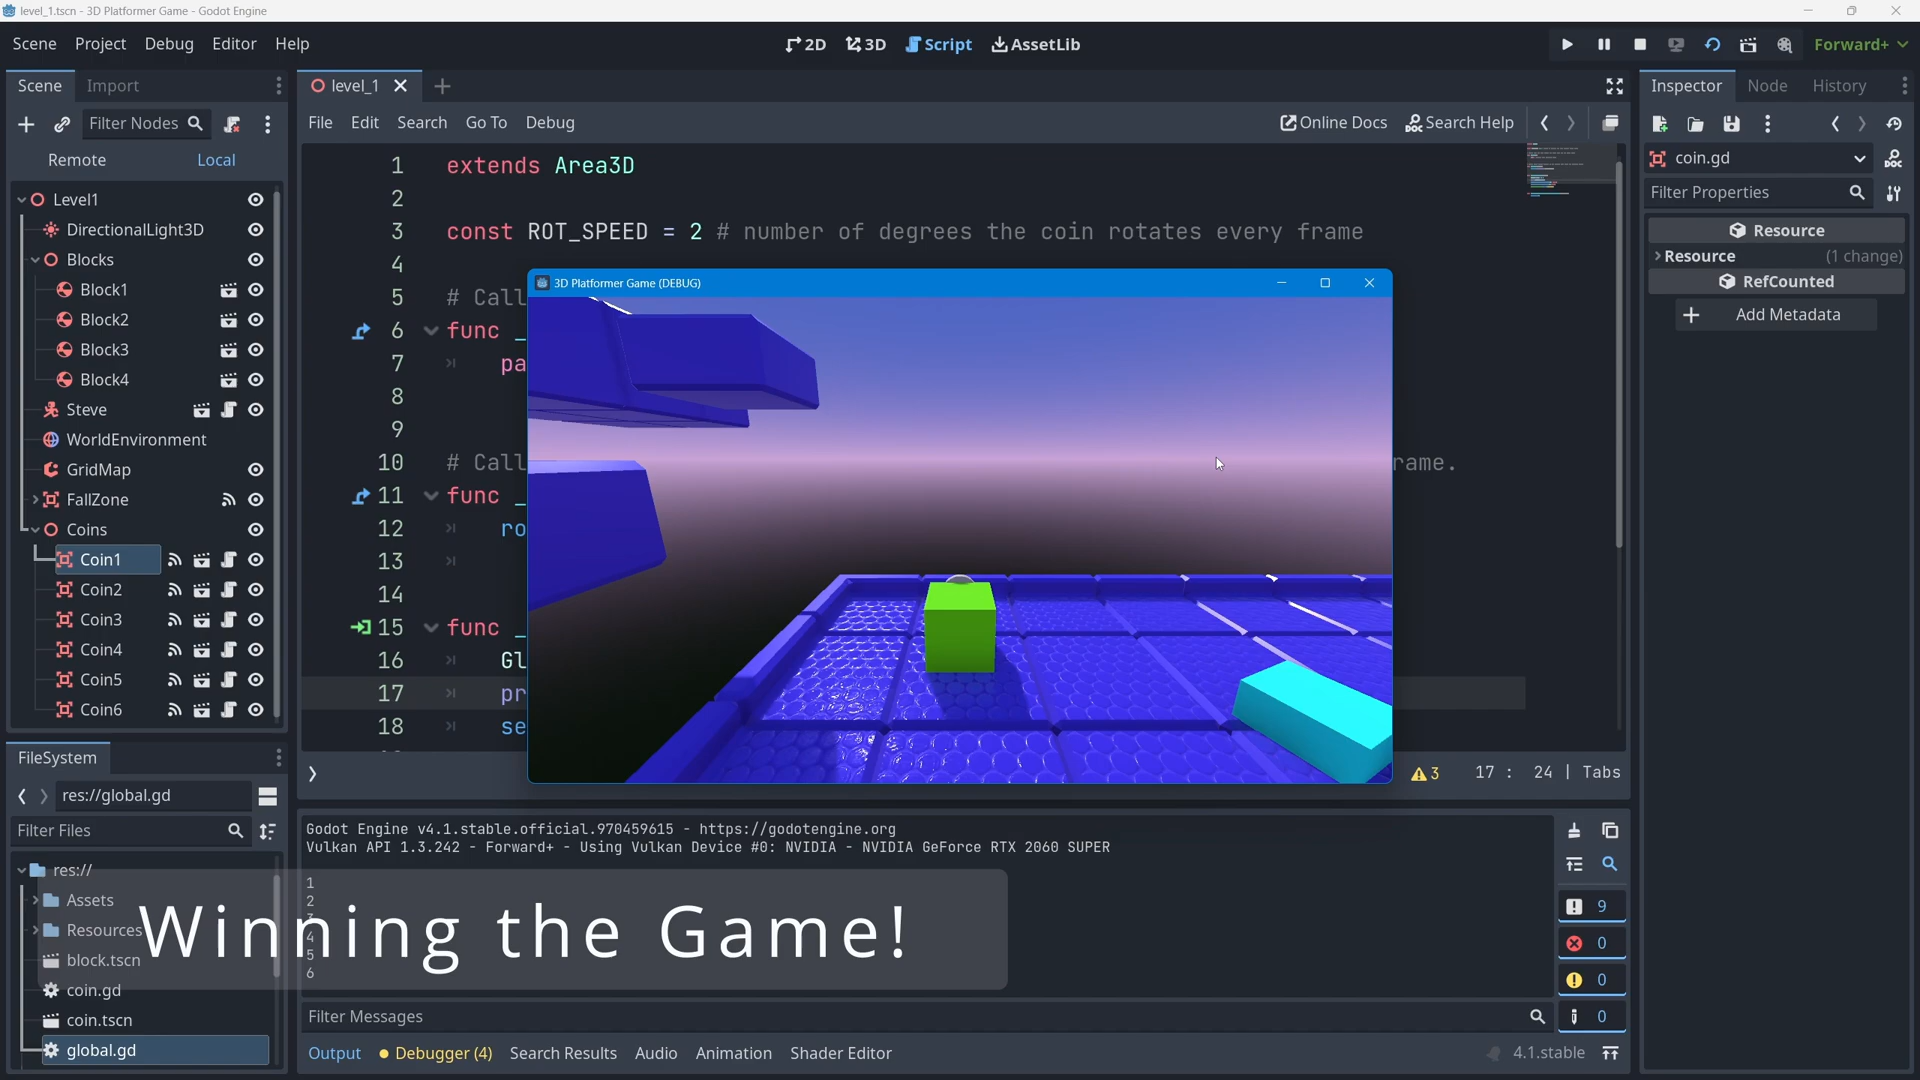 level_1.tscn - 3D Platformer Game - Godot Engine
Scene Project Debug Editor Help
2D 3D Script AssetLib
Forward+
Scene Import
level_1
Inspector Node History
Filter Nodes
File Edit Search Go To Debug
Online Docs Search Help
Remote Local
coin.gd
Filter Properties
Resource
Resource (1 change)
RefCounted
Add Metadata
Level1
DirectionalLight3D
Blocks
Block1
Block2
Block3
Block4
Steve
WorldEnvironment
GridMap
FallZone
Coins
Coin1
Coin2
Coin3
Coin4
Coin5
Coin6
1 extends Area3D
2
3 const ROT_SPEED = 2 # number of degrees the coin rotates every frame
4
5 # Call
6 func _
7 pa
8
9
10 # Call rame.
11 func _
12 ro
13
14
15 func _
16 Gl
17 pr
18 se
3D Platformer Game (DEBUG)
3 17 : 24 | Tabs
FileSystem
res://global.gd
Filter Files
res://
Assets
Resources
block.tscn
coin.gd
coin.tscn
global.gd
Godot Engine v4.1.stable.official.970459615 - https://godotengine.org
Vulkan API 1.3.242 - Forward+ - Using Vulkan Device #0: NVIDIA - NVIDIA GeForce RTX 2060 SUPER
1
2
3
4
5
6
Winning the Game!
9
0
0
0
Filter Messages
Output Debugger (4) Search Results Audio Animation Shader Editor
4.1.stable